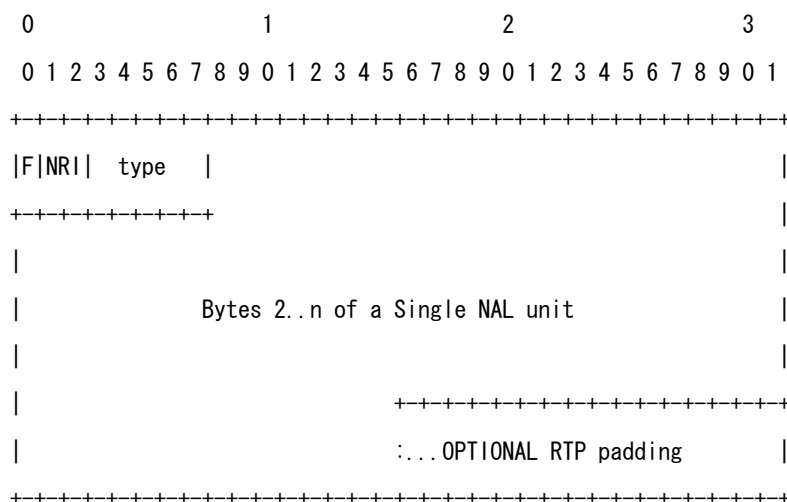 0                   1                   2                   3
 0 1 2 3 4 5 6 7 8 9 0 1 2 3 4 5 6 7 8 9 0 1 2 3 4 5 6 7 8 9 0 1
+-+-+-+-+-+-+-+-+-+-+-+-+-+-+-+-+-+-+-+-+-+-+-+-+-+-+-+-+-+-+-+-+
|F|NRI|  type   |                                               |
+-+-+-+-+-+-+-+-+                                               |
|                                                               |
|               Bytes 2..n of a Single NAL unit                 |
|                                                               |
|                               +-+-+-+-+-+-+-+-+-+-+-+-+-+-+-+-+
|                               :...OPTIONAL RTP padding        |
+-+-+-+-+-+-+-+-+-+-+-+-+-+-+-+-+-+-+-+-+-+-+-+-+-+-+-+-+-+-+-+-+